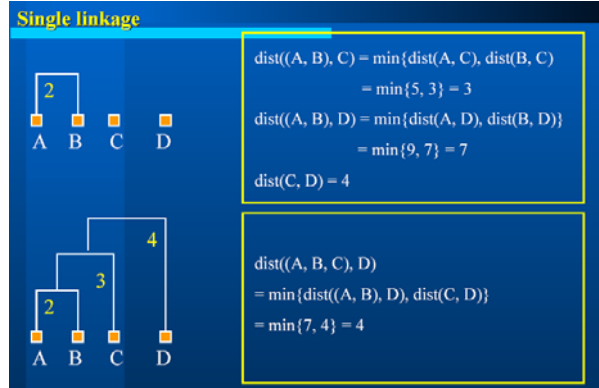 Single linkage
2
A B C D
dist((A, B), C) = min{dist(A, C), dist(B, C)
= min{5, 3} = 3
dist((A, B), D) = min{dist(A, D), dist(B, D)}
= min{9, 7} = 7
dist(C, D) = 4
4
3
2
A B C D
dist((A, B, C), D)
= min{dist((A, B), D), dist(C, D)}
= min{7, 4} = 4